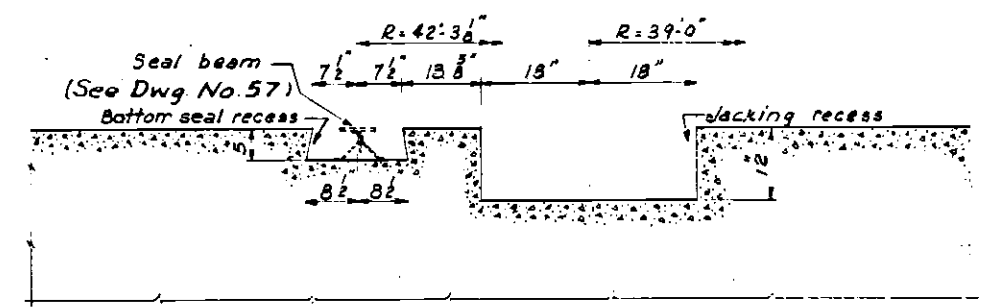 R = 42'-3 1/8"
R = 39'-0"
Seal beam
(See Dwg. No. 57)
7 1/2"
7 1/2"
13 5/8"
18"
18"
Bottom seal recess
Jacking recess
5"
12"
8 1/2"
8 1/2"